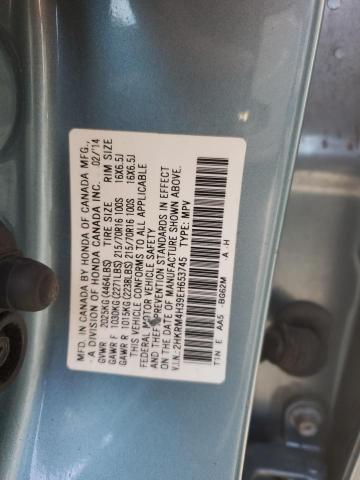 MFD. IN CANADA BY HONDA OF CANADA MFG.,
A DIVISION OF HONDA CANADA INC. 02/14
GVWR 2025KG (4464LBS) TIRE SIZE RIM SIZE
GAWR F 1030KG (2271LBS) 215/70R16 100S 16X6.5J
GAWR R 1015KG (2238LBS) 215/70R16 100S 16X6.5J
THIS VEHICLE CONFORMS TO ALL APPLICABLE
FEDERAL MOTOR VEHICLE SAFETY
AND THEFT PREVENTION STANDARDS IN EFFECT
ON THE DATE OF MANUFACTURE SHOWN ABOVE.
V.I.N.: 2HKRM4H39EH653745 TYPE: MPV
TIN E AA5 BG62M A -H